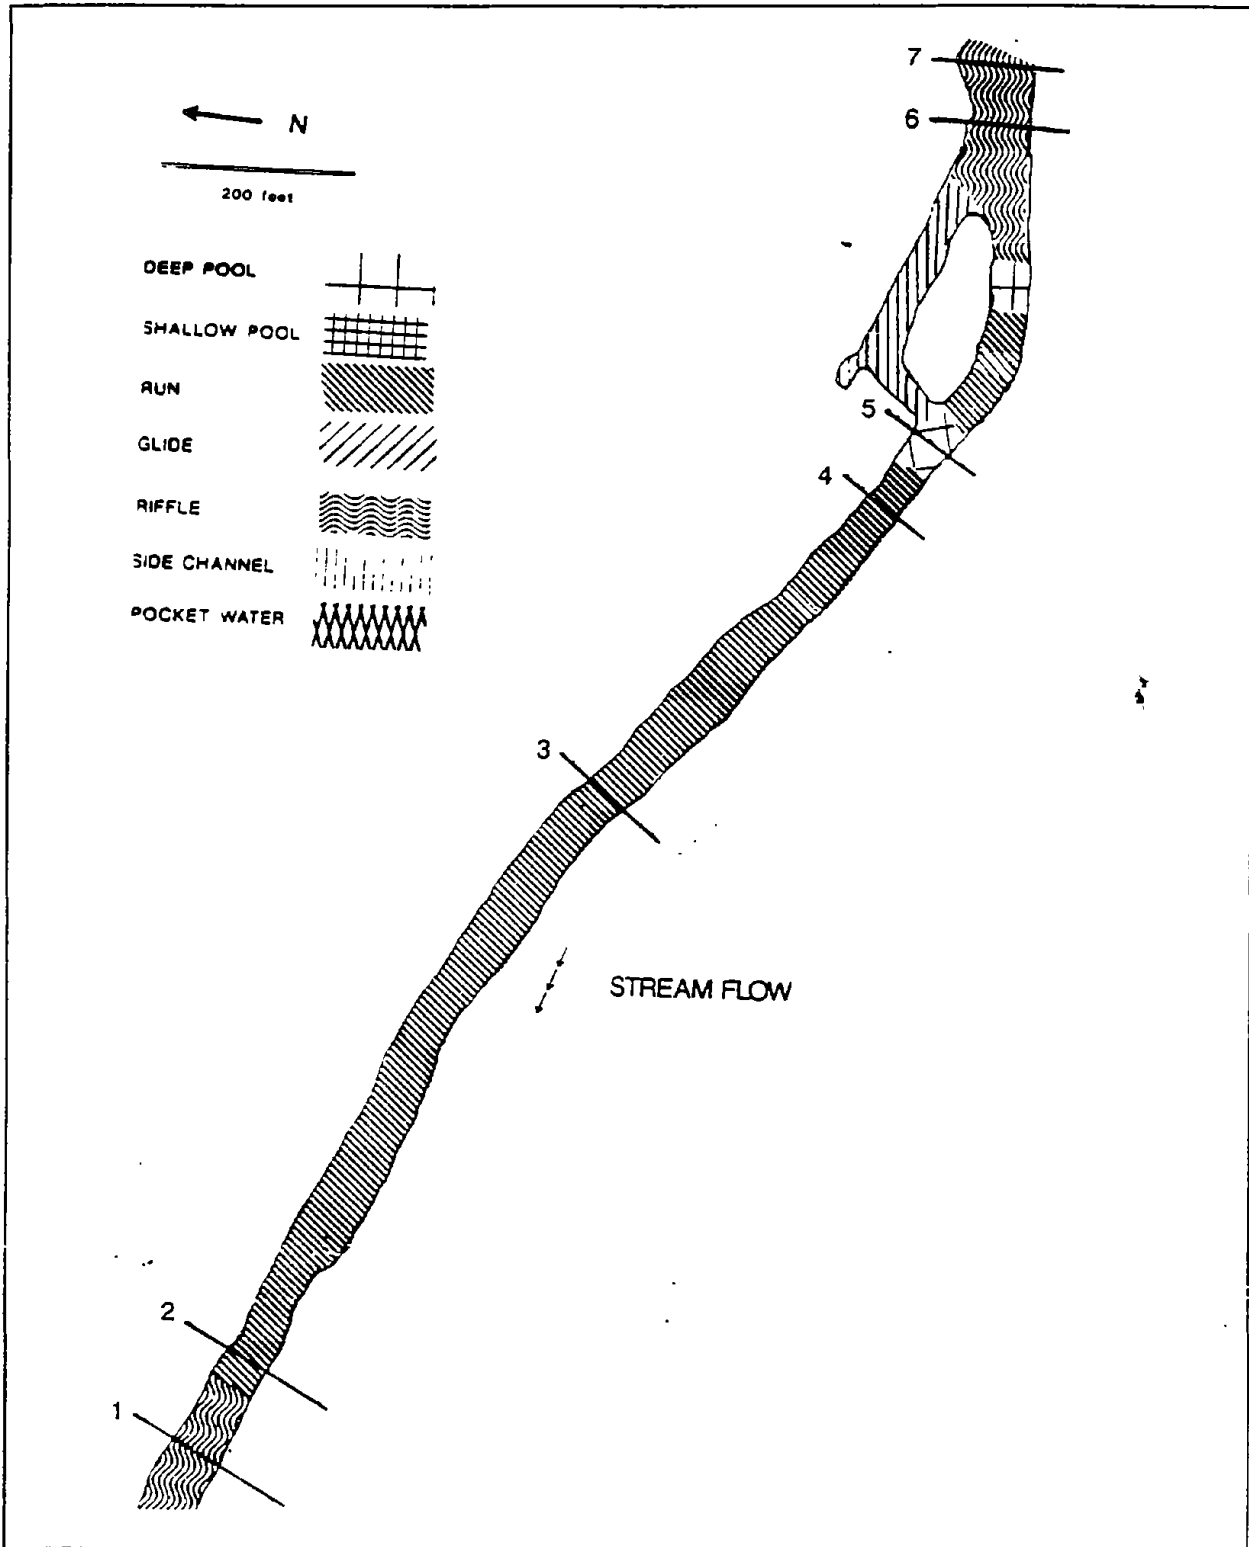 7
6
N
200 feet
DEEP POOL
SHALLOW POOL
RUN
GLIDE
RIFFLE
SIDE CHANNEL
POCKET WATER
5
4
3
STREAM FLOW
2
1